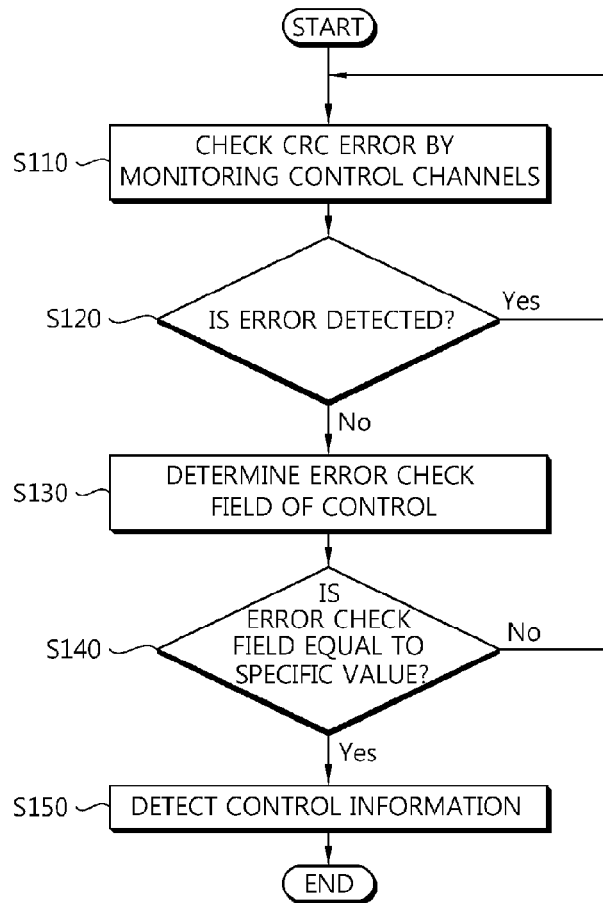 START
S110
CHECK CRC ERROR BY
MONITORING CONTROL CHANNELS
S120
IS ERROR DETECTED?
Yes
No
S130
DETERMINE ERROR CHECK
FIELD OF CONTROL
S140
IS
ERROR CHECK
FIELD EQUAL TO
SPECIFIC VALUE?
No
Yes
S150
DETECT CONTROL INFORMATION
END